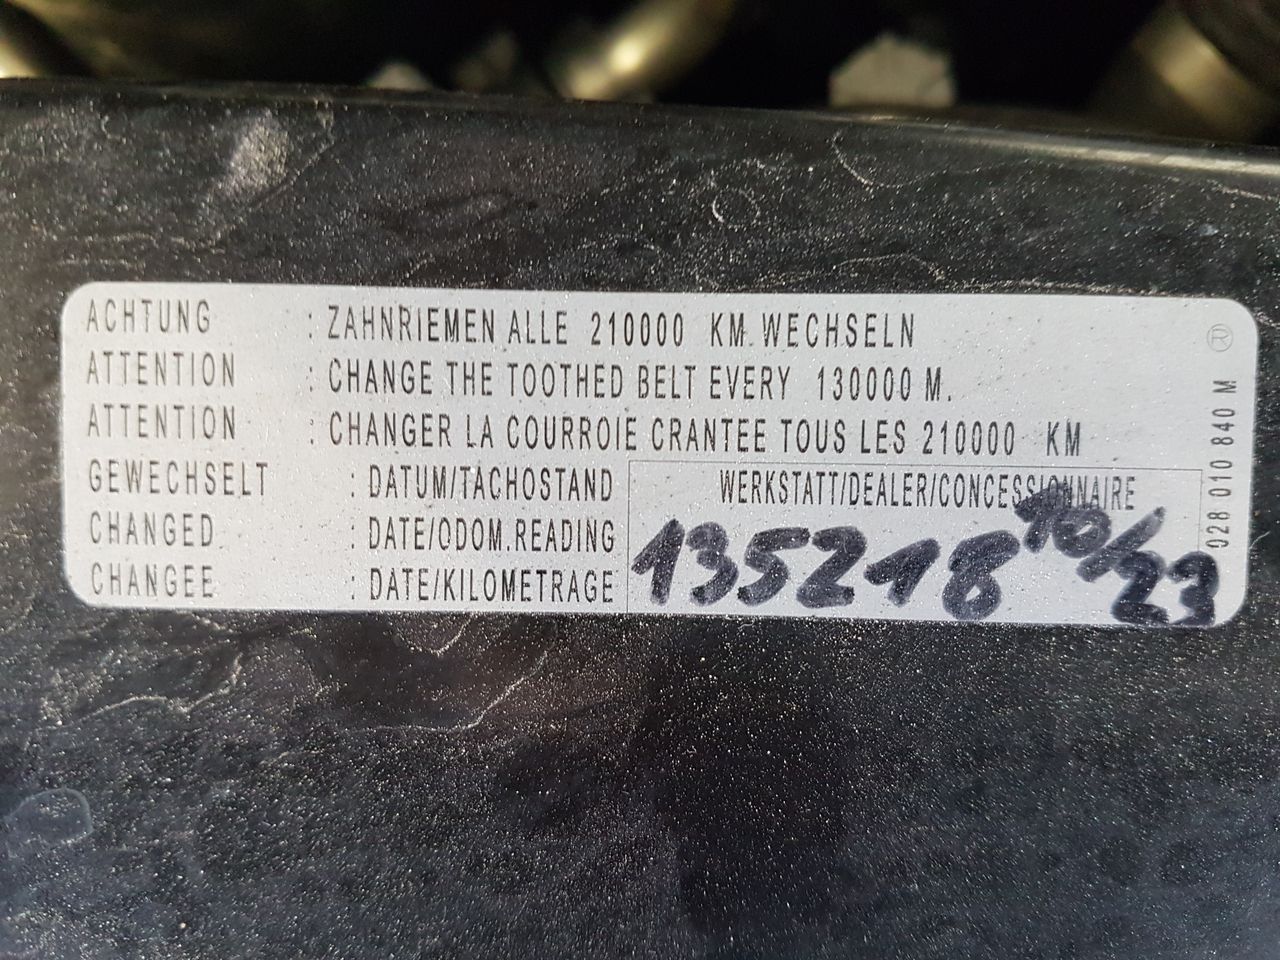 ACHTUNG : ZAHNRIEMEN ALLE 210000 KM WECHSELN
ATTENTION : CHANGE THE TOOTHED BELT EVERY 130000 M.
ATTENTION : CHANGER LA COURROIE CRANTEE TOUS LES 210000 KM
GEWECHSELT : DATUM/TACHOSTAND WERKSTATT/DEALER/CONCESSIONNAIRE
CHANGED : DATE/ODOM.READING
CHANGEE : DATE/KILOMETRAGE
135218 10/23
028 010 840 M ®